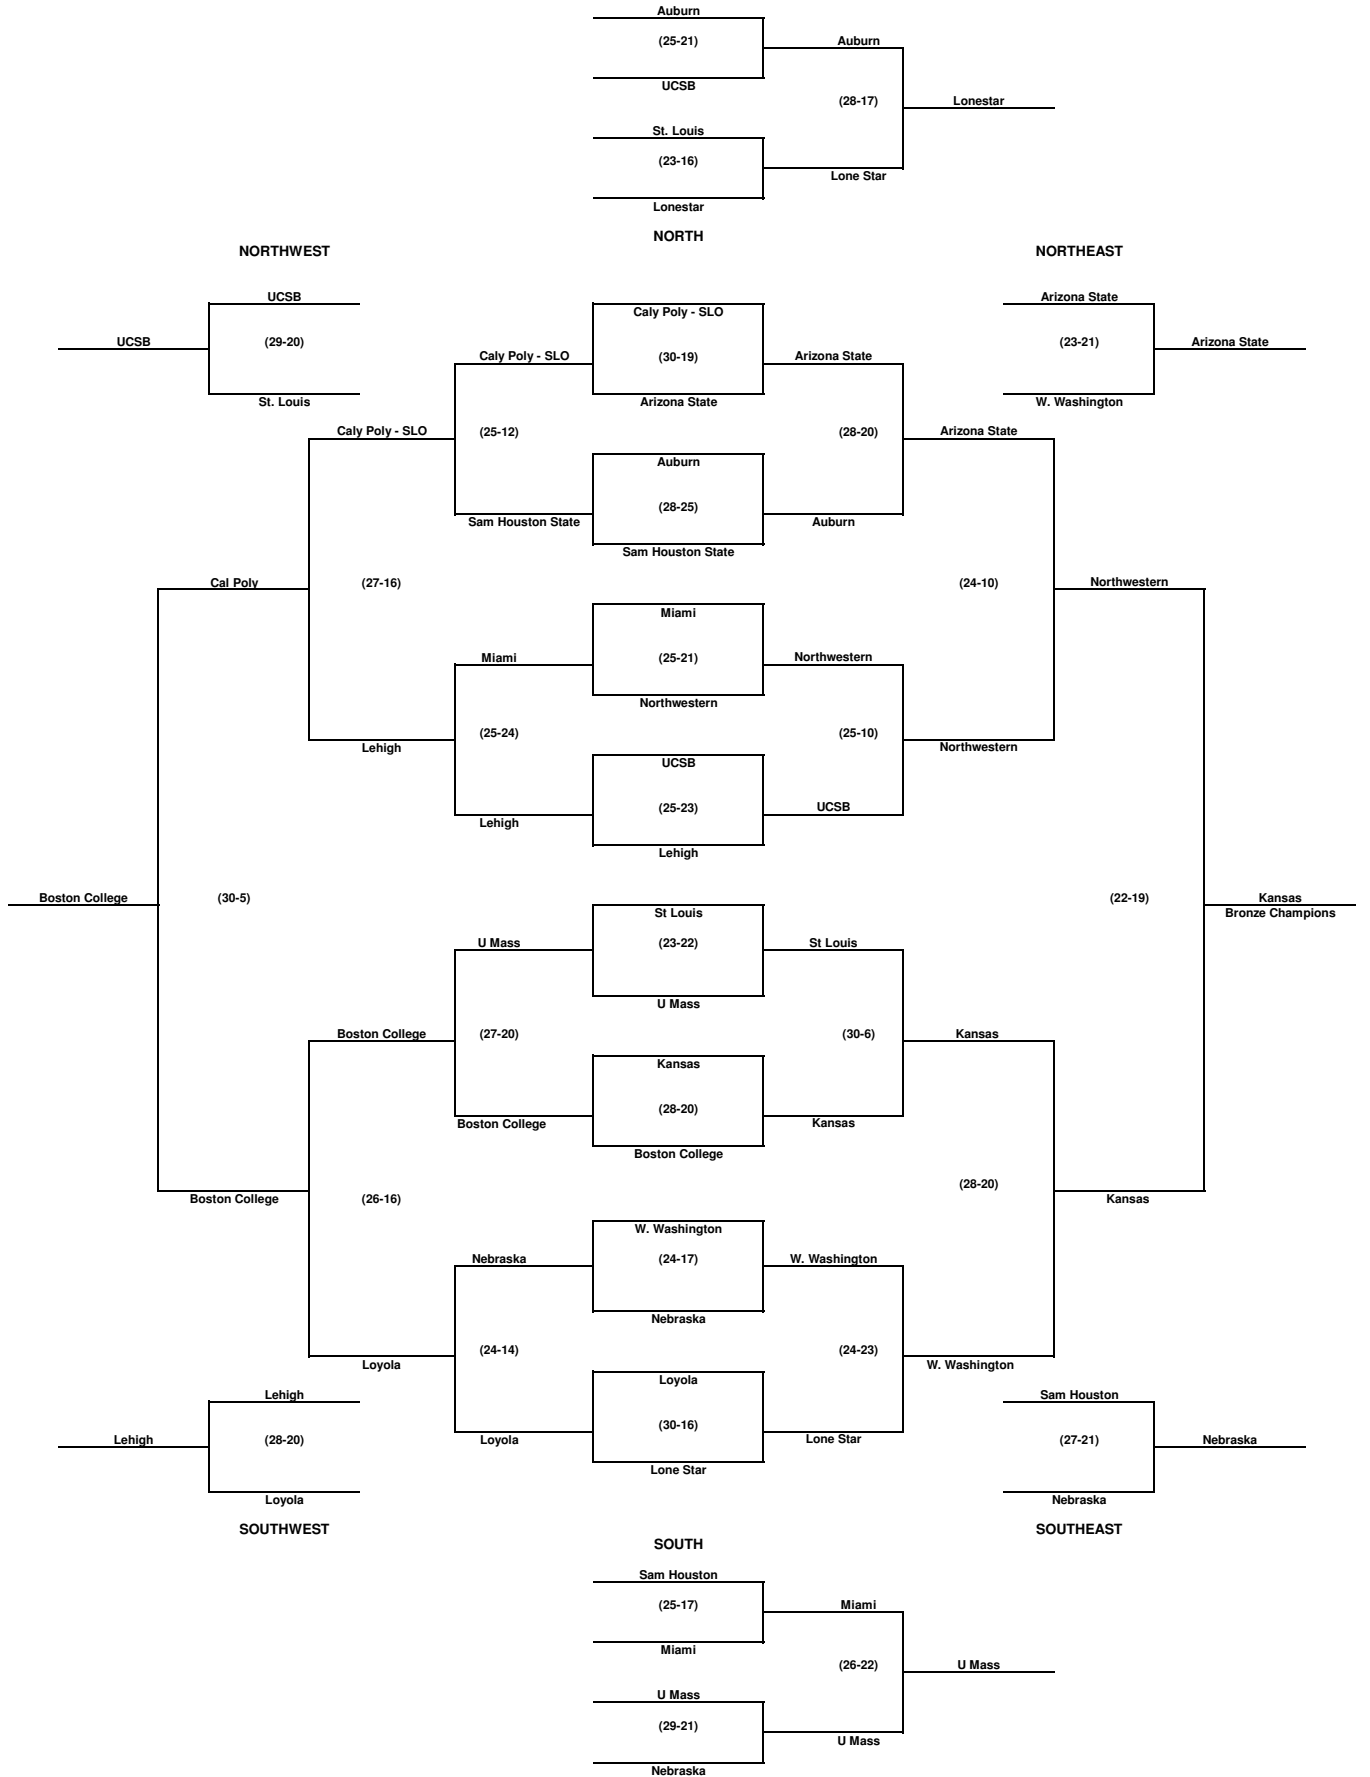 Auburn
(25-21)
Auburn
UCSB
(28-17)
Lonestar
St. Louis
(23-16)
Lone Star
Lonestar
NORTH
NORTHWEST
NORTHEAST
UCSB
Arizona State
Caly Poly - SLO
UCSB
(29-20)
(23-21)
Arizona State
Caly Poly - SLO
(30-19)
Arizona State
St. Louis
Arizona State
W. Washington
Caly Poly - SLO
(25-12)
(28-20)
Arizona State
Auburn
(28-25)
Sam Houston State
Auburn
Sam Houston State
Cal Poly
(27-16)
(24-10)
Northwestern
Miami
Miami
(25-21)
Northwestern
Northwestern
(25-24)
(25-10)
Lehigh
Northwestern
UCSB
(25-23)
UCSB
Lehigh
Lehigh
Boston College
(30-5)
(22-19)
Kansas
Bronze Champions
St Louis
U Mass
(23-22)
St Louis
U Mass
Boston College
(27-20)
(30-6)
Kansas
Kansas
(28-20)
Boston College
Kansas
Boston College
(28-20)
Boston College
(26-16)
Kansas
W. Washington
Nebraska
(24-17)
W. Washington
Nebraska
(24-14)
(24-23)
Loyola
W. Washington
Loyola
Lehigh
Sam Houston
(30-16)
Lehigh
(28-20)
Loyola
Lone Star
(27-21)
Nebraska
Lone Star
Loyola
Nebraska
SOUTHWEST
SOUTHEAST
SOUTH
Sam Houston
(25-17)
Miami
Miami
(26-22)
U Mass
U Mass
(29-21)
U Mass
Nebraska